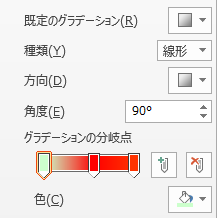 既定のグラデーション(R)
種類(Y) 線形
方向(D)
角度(E) 90°
グラデーションの分岐点
色(C)